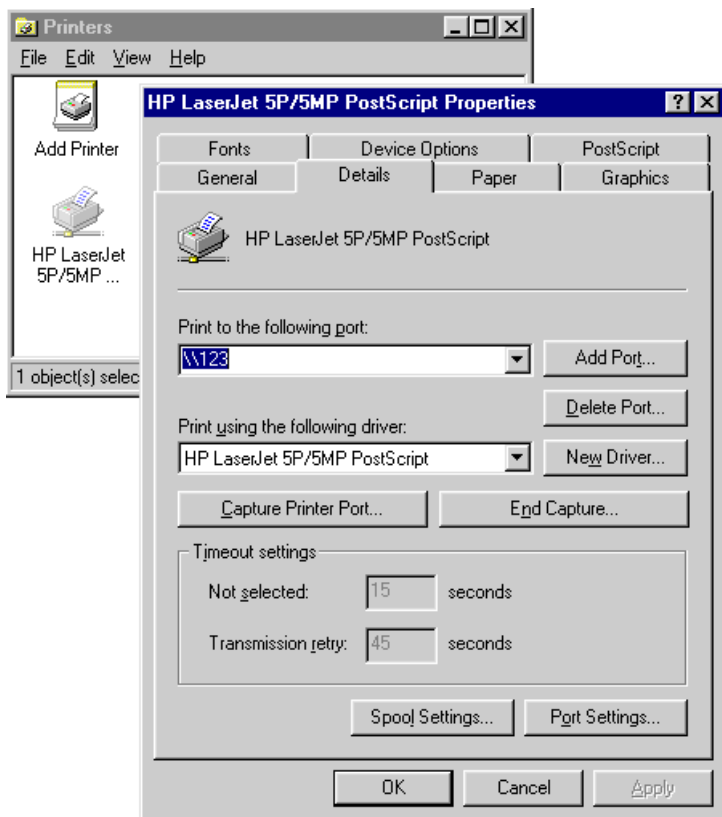 Printers
File Edit View Help
Add Printer
HP LaserJet
5P/5MP ...
1 object(s) selec
HP LaserJet 5P/5MP PostScript Properties
Fonts Device Options PostScript
General Details Paper Graphics
HP LaserJet 5P/5MP PostScript
Print to the following port:
\\123 Add Port...
Delete Port...
Print using the following driver:
HP LaserJet 5P/5MP PostScript New Driver...
Capture Printer Port... End Capture...
Timeout settings
Not selected: 15 seconds
Transmission retry: 45 seconds
Spool Settings... Port Settings...
OK Cancel Apply